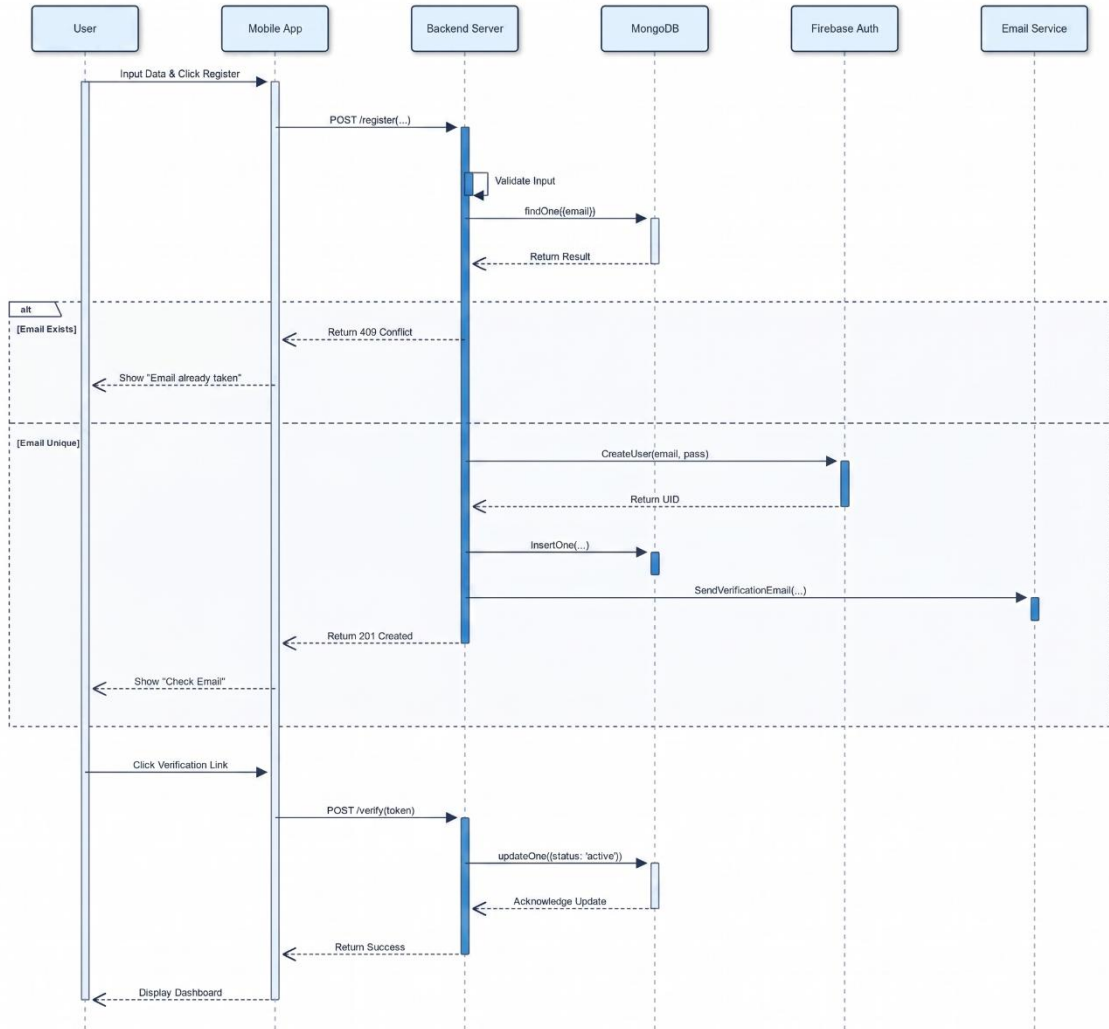 User
Mobile App
Backend Server
MongoDB
Firebase Auth
Email Service
Input Data & Click Register
POST /register(...)
Validate Input
findOne({email})
Return Result
alt
[Email Exists]
Return 409 Conflict
Show "Email already taken"
[Email Unique]
CreateUser(email, pass)
Return UID
InsertOne(...)
SendVerificationEmail(...)
Return 201 Created
Show "Check Email"
Click Verification Link
POST /verify(token)
updateOne({status: 'active'})
Acknowledge Update
Return Success
Display Dashboard